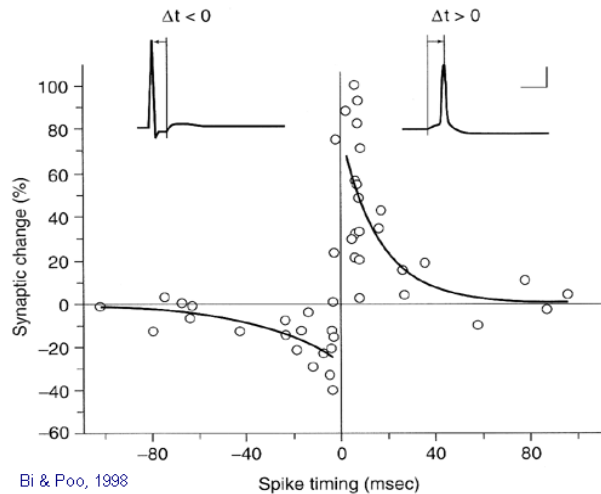 Δt < 0
Δt > 0
Synaptic change (%)
100
80
60
40
20
0
−20
−40
−60
−80
−40
0
40
80
Spike timing (msec)
Bi & Poo, 1998